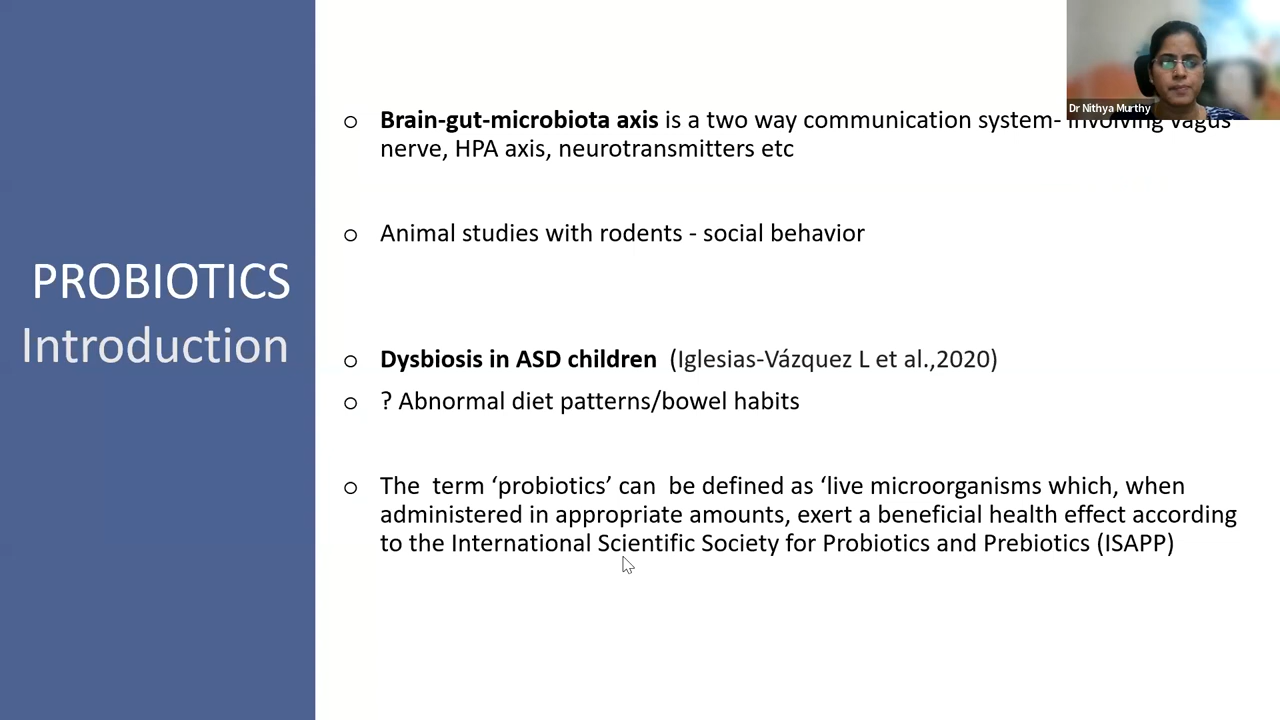 PROBIOTICS
Introduction
Dr Nithya Murthy
Brain-gut-microbiota axis is a two way communication system- involving vagus
nerve, HPA axis, neurotransmitters etc
Animal studies with rodents - social behavior
Dysbiosis in ASD children (Iglesias-Vázquez L et al.,2020)
? Abnormal diet patterns/bowel habits
The term ‘probiotics’ can be defined as ‘live microorganisms which, when
administered in appropriate amounts, exert a beneficial health effect according
to the International Scientific Society for Probiotics and Prebiotics (ISAPP)